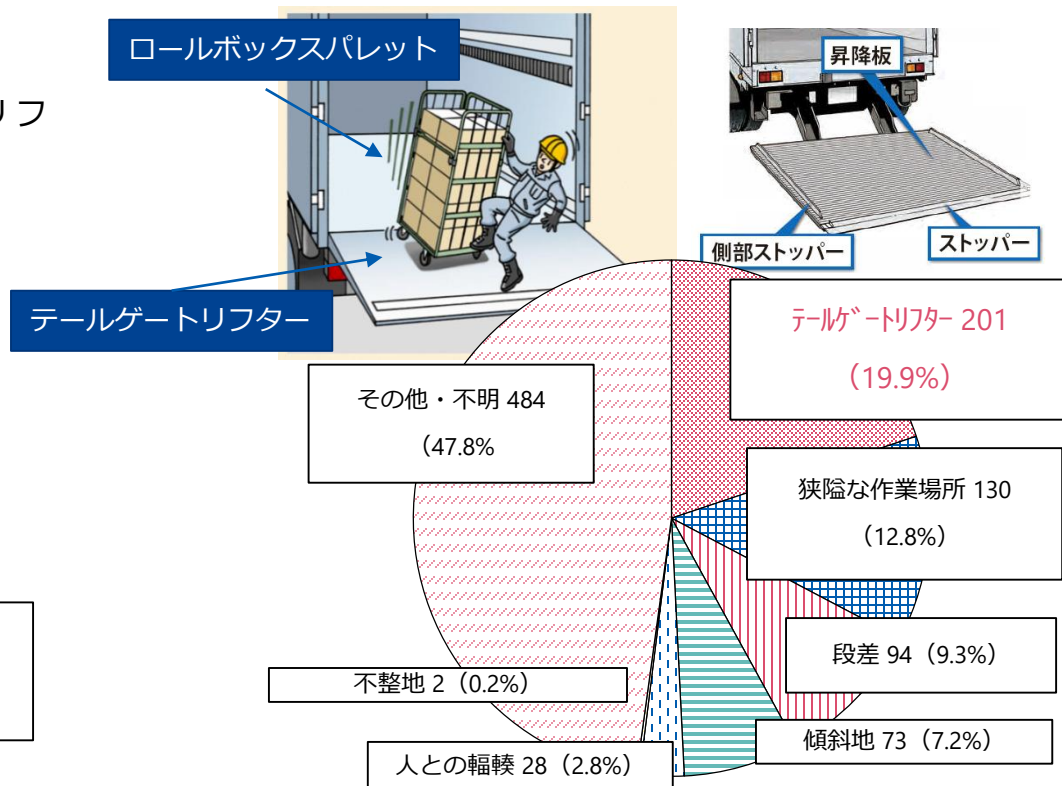 ロールボックスパレット
リフ
昇降板
側部ストッパー
ストッパー
テールゲートリフター
ﾃｰﾙｹﾞｰﾄﾘﾌﾀｰ 201
（19.9%）
その他・不明 484
(47.8%
狭隘な作業場所 130
（12.8%）
段差 94（9.3%）
不整地 2（0.2%）
傾斜地 73（7.2%）
人との輻輳 28（2.8%）